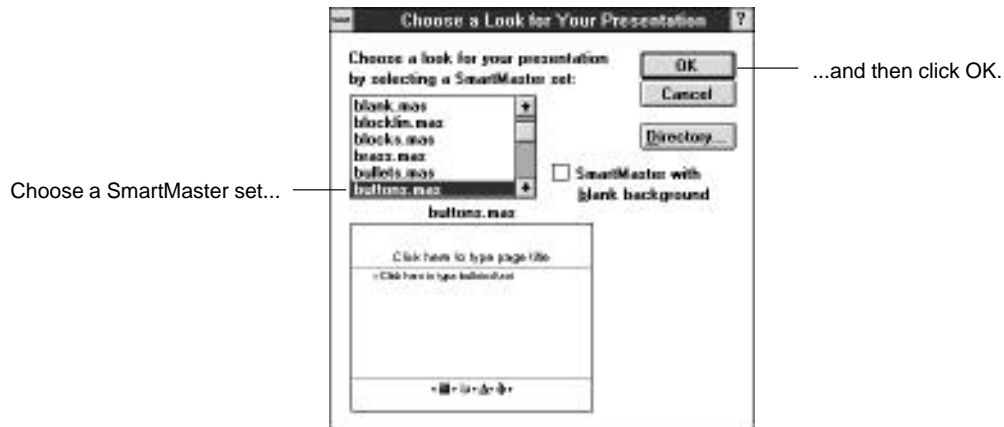 Choose a Look for Your Presentation ?
Choose a look for your presentation
by selecting a SmartMaster set:
OK
...and then click OK.
Cancel
blank.mas
blocklin.mas
blocks.mas
brass.mas
bullets.mas
buttons.mas
Directory...
SmartMaster with
blank background
Choose a SmartMaster set...
buttons.mas
Click here to type page title
• Click here to type bulleted text